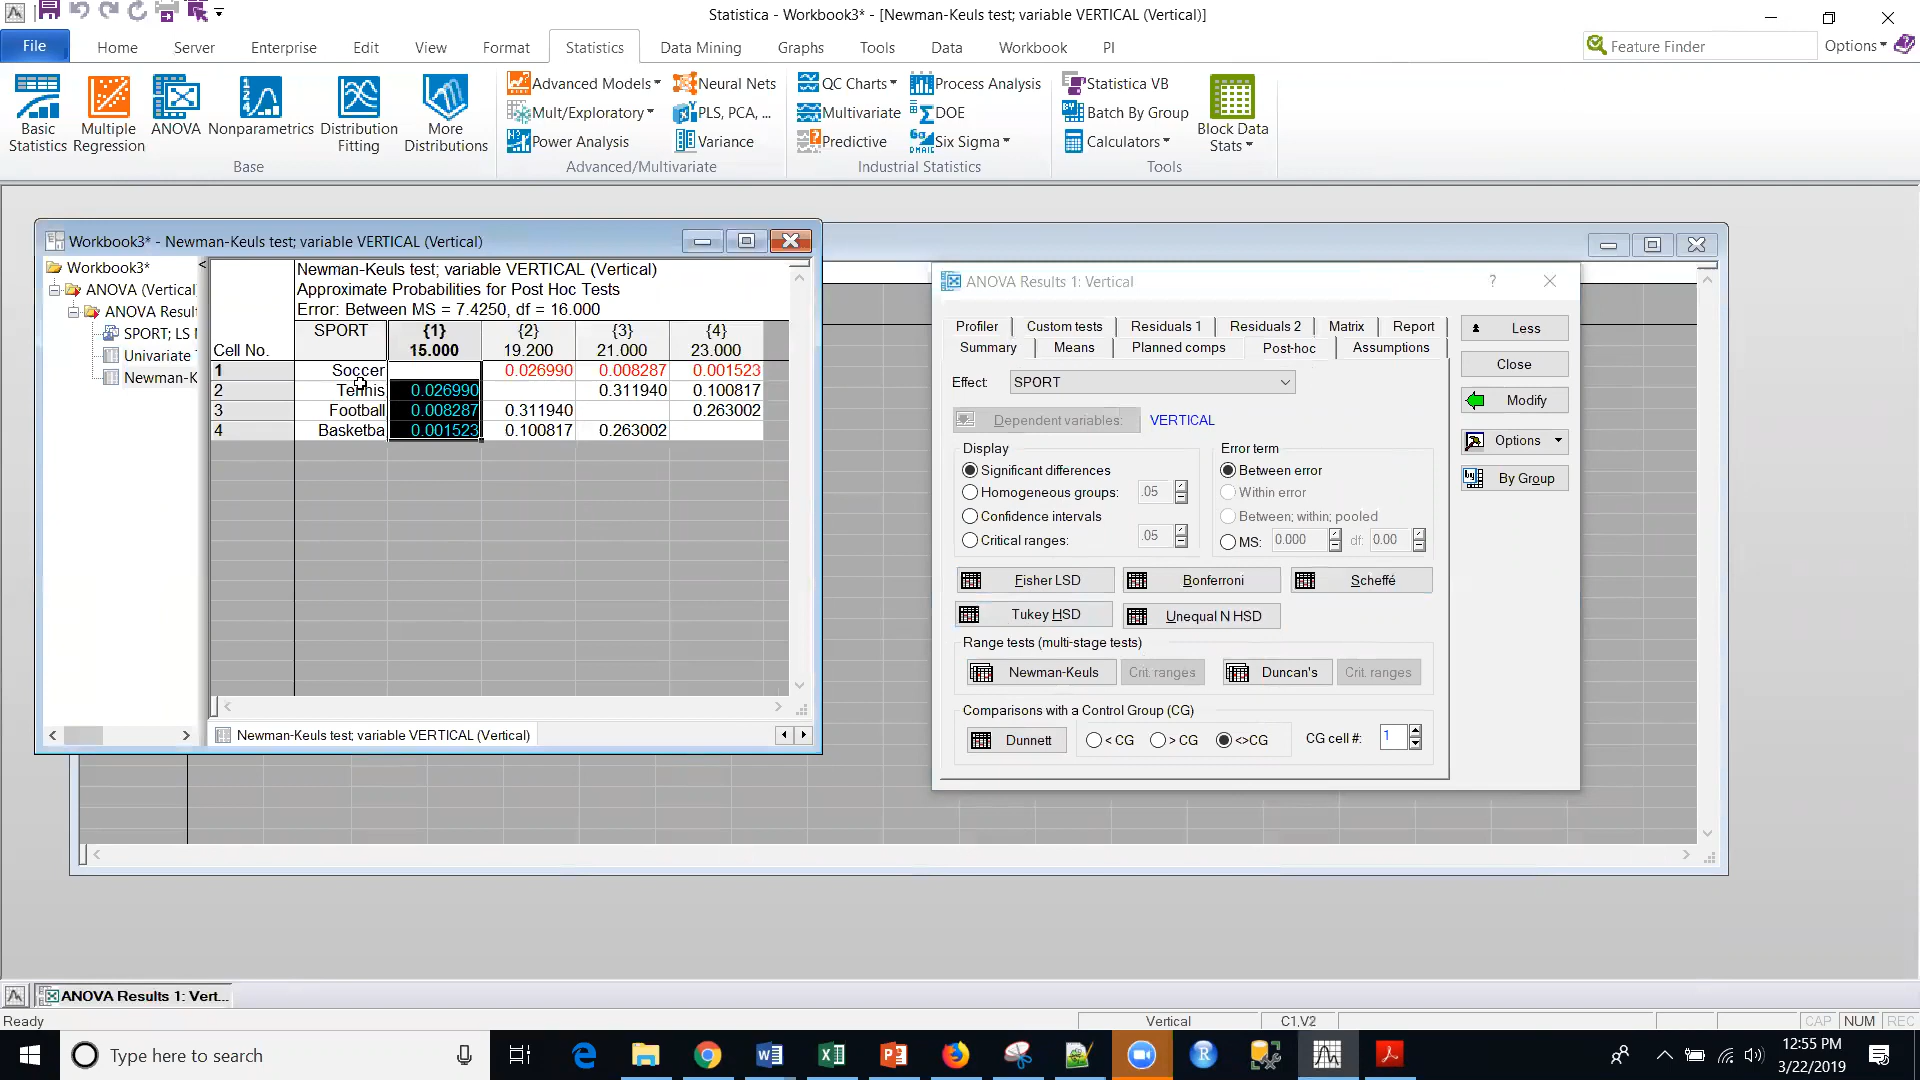 Statistica - Workbook3* - [Newman-Keuls test; variable VERTICAL (Vertical)]
File Home Server Enterprise Edit View Format Statistics Data Mining Graphs Tools Data Workbook PI Feature Finder Options
Basic Statistics
Multiple Regression
ANOVA
Nonparametrics
Distribution Fitting
More Distributions
Base
Advanced Models
Mult/Exploratory
Power Analysis
Neural Nets
PLS, PCA, ...
Variance
Advanced/Multivariate
QC Charts
Multivariate
Predictive
Process Analysis
DOE
Six Sigma
Industrial Statistics
Statistica VB
Batch By Group
Calculators
Block Data Stats
Tools
Workbook3* - Newman-Keuls test; variable VERTICAL (Vertical)
Workbook3*
ANOVA (Vertical
ANOVA Resul
SPORT; LS M
Univariate
Newman-K
Newman-Keuls test; variable VERTICAL (Vertical)
Approximate Probabilities for Post Hoc Tests
Error: Between MS = 7.4250, df = 16.000
SPORT {1} {2} {3} {4}
Cell No. 15.000 19.200 21.000 23.000
1 Soccer 0.026990 0.008287 0.001523
2 Tennis 0.026990 0.311940 0.100817
3 Football 0.008287 0.311940 0.263002
4 Basketba 0.001523 0.100817 0.263002
Newman-Keuls test; variable VERTICAL (Vertical)
ANOVA Results 1: Vertical
?
Profiler Custom tests Residuals 1 Residuals 2 Matrix Report
Summary Means Planned comps Post-hoc Assumptions
Less
Close
Modify
Options
By Group
Effect: SPORT
Dependent variables: VERTICAL
Display
Significant differences
Homogeneous groups: .05
Confidence intervals
Critical ranges: .05
Error term
Between error
Within error
Between; within; pooled
MS: 0.000 df: 0.00
Fisher LSD Bonferroni Scheffé
Tukey HSD Unequal N HSD
Range tests (multi-stage tests)
Newman-Keuls Crit. ranges Duncan's Crit. ranges
Comparisons with a Control Group (CG)
Dunnett < CG > CG <>CG CG cell #: 1
ANOVA Results 1: Vert...
Ready Vertical C1,V2 CAP NUM REC
Type here to search
12:55 PM
3/22/2019